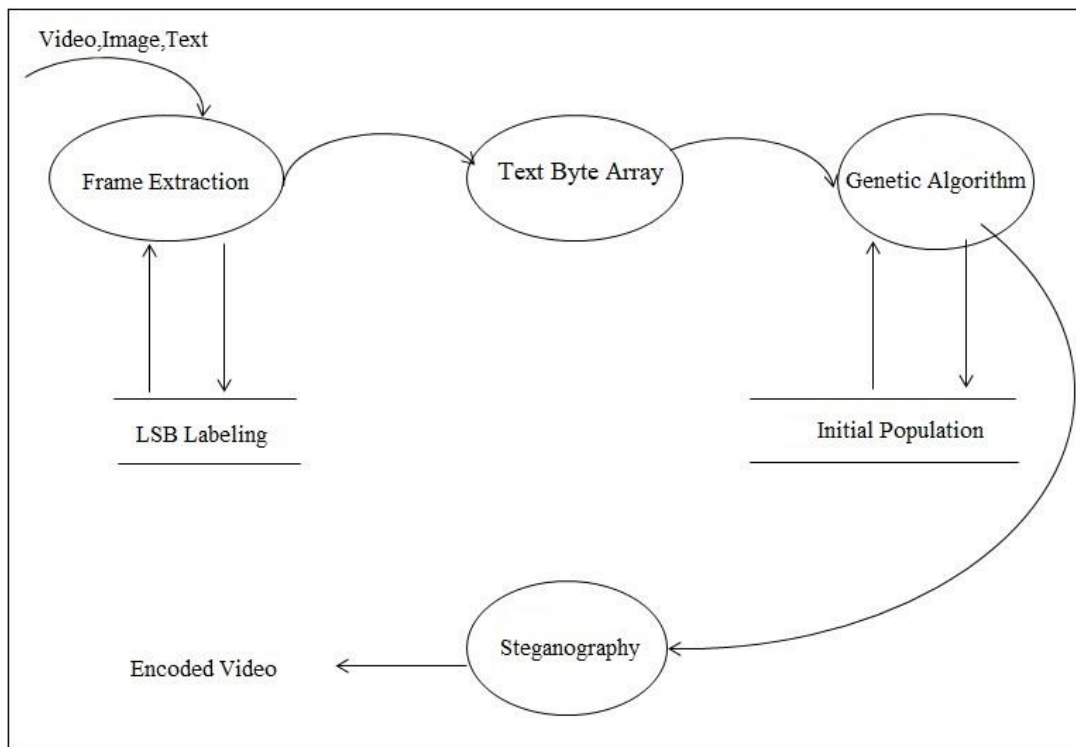 Video,Image,Text
Frame Extraction
Text Byte Array
Genetic Algorithm
LSB Labeling
Initial Population
Steganography
Encoded Video